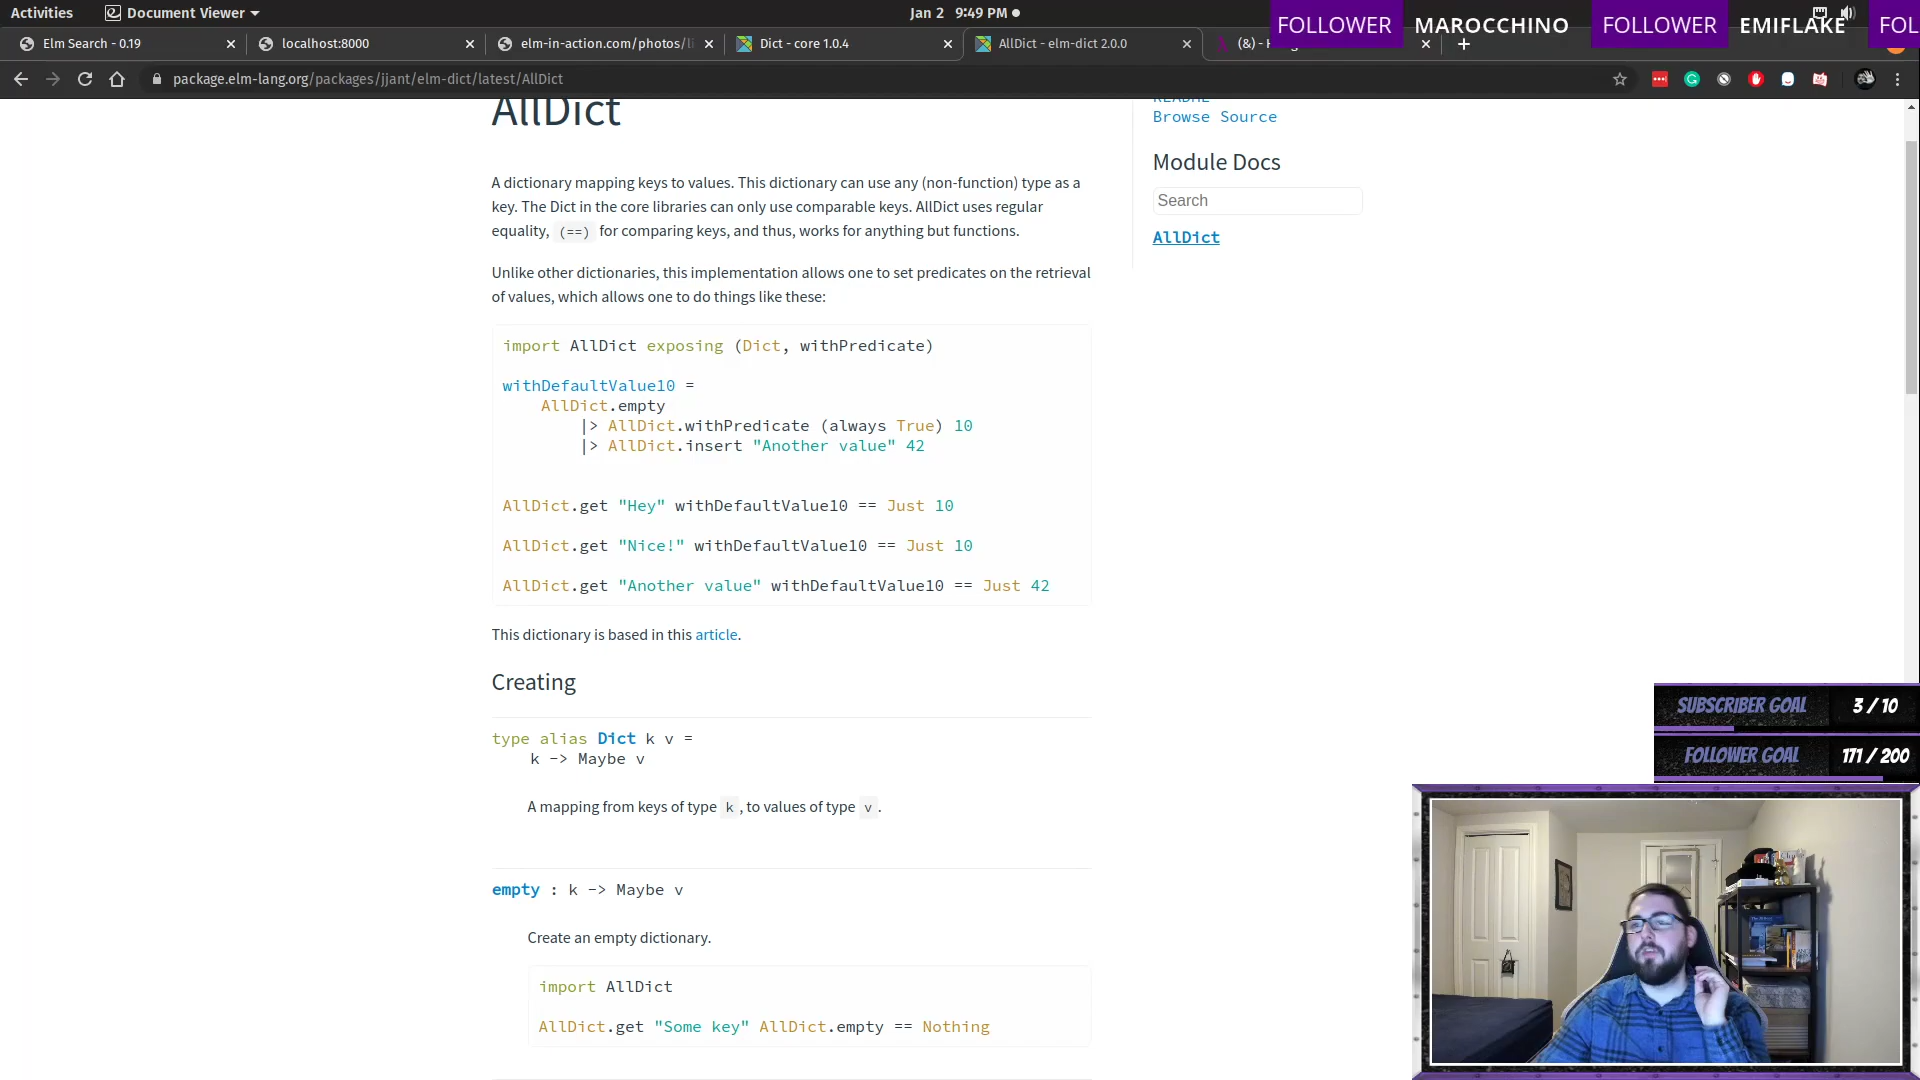 Activities
Document Viewer
Jan 2 9:49 PM
FOLLOWER MAROCCHINO FOLLOWER EMIFLAKE FOL
Elm Search - 0.19
localhost:8000
elm-in-action.com/photos/li
Dict - core 1.0.4
AllDict - elm-dict 2.0.0
(&) - H
package.elm-lang.org/packages/jjant/elm-dict/latest/AllDict
AllDict
A dictionary mapping keys to values. This dictionary can use any (non-function) type as a
key. The Dict in the core libraries can only use comparable keys. AllDict uses regular
equality, (==) for comparing keys, and thus, works for anything but functions.
Unlike other dictionaries, this implementation allows one to set predicates on the retrieval
of values, which allows one to do things like these:
import AllDict exposing (Dict, withPredicate)
withDefaultValue10 =
AllDict.empty
|> AllDict.withPredicate (always True) 10
|> AllDict.insert "Another value" 42
AllDict.get "Hey" withDefaultValue10 == Just 10
AllDict.get "Nice!" withDefaultValue10 == Just 10
AllDict.get "Another value" withDefaultValue10 == Just 42
This dictionary is based in this article.
Creating
type alias Dict k v =
k -> Maybe v
A mapping from keys of type k, to values of type v.
empty : k -> Maybe v
Create an empty dictionary.
import AllDict
AllDict.get "Some key" AllDict.empty == Nothing
README
Browse Source
Module Docs
Search
AllDict
SUBSCRIBER GOAL 3 / 10
FOLLOWER GOAL 171 / 200